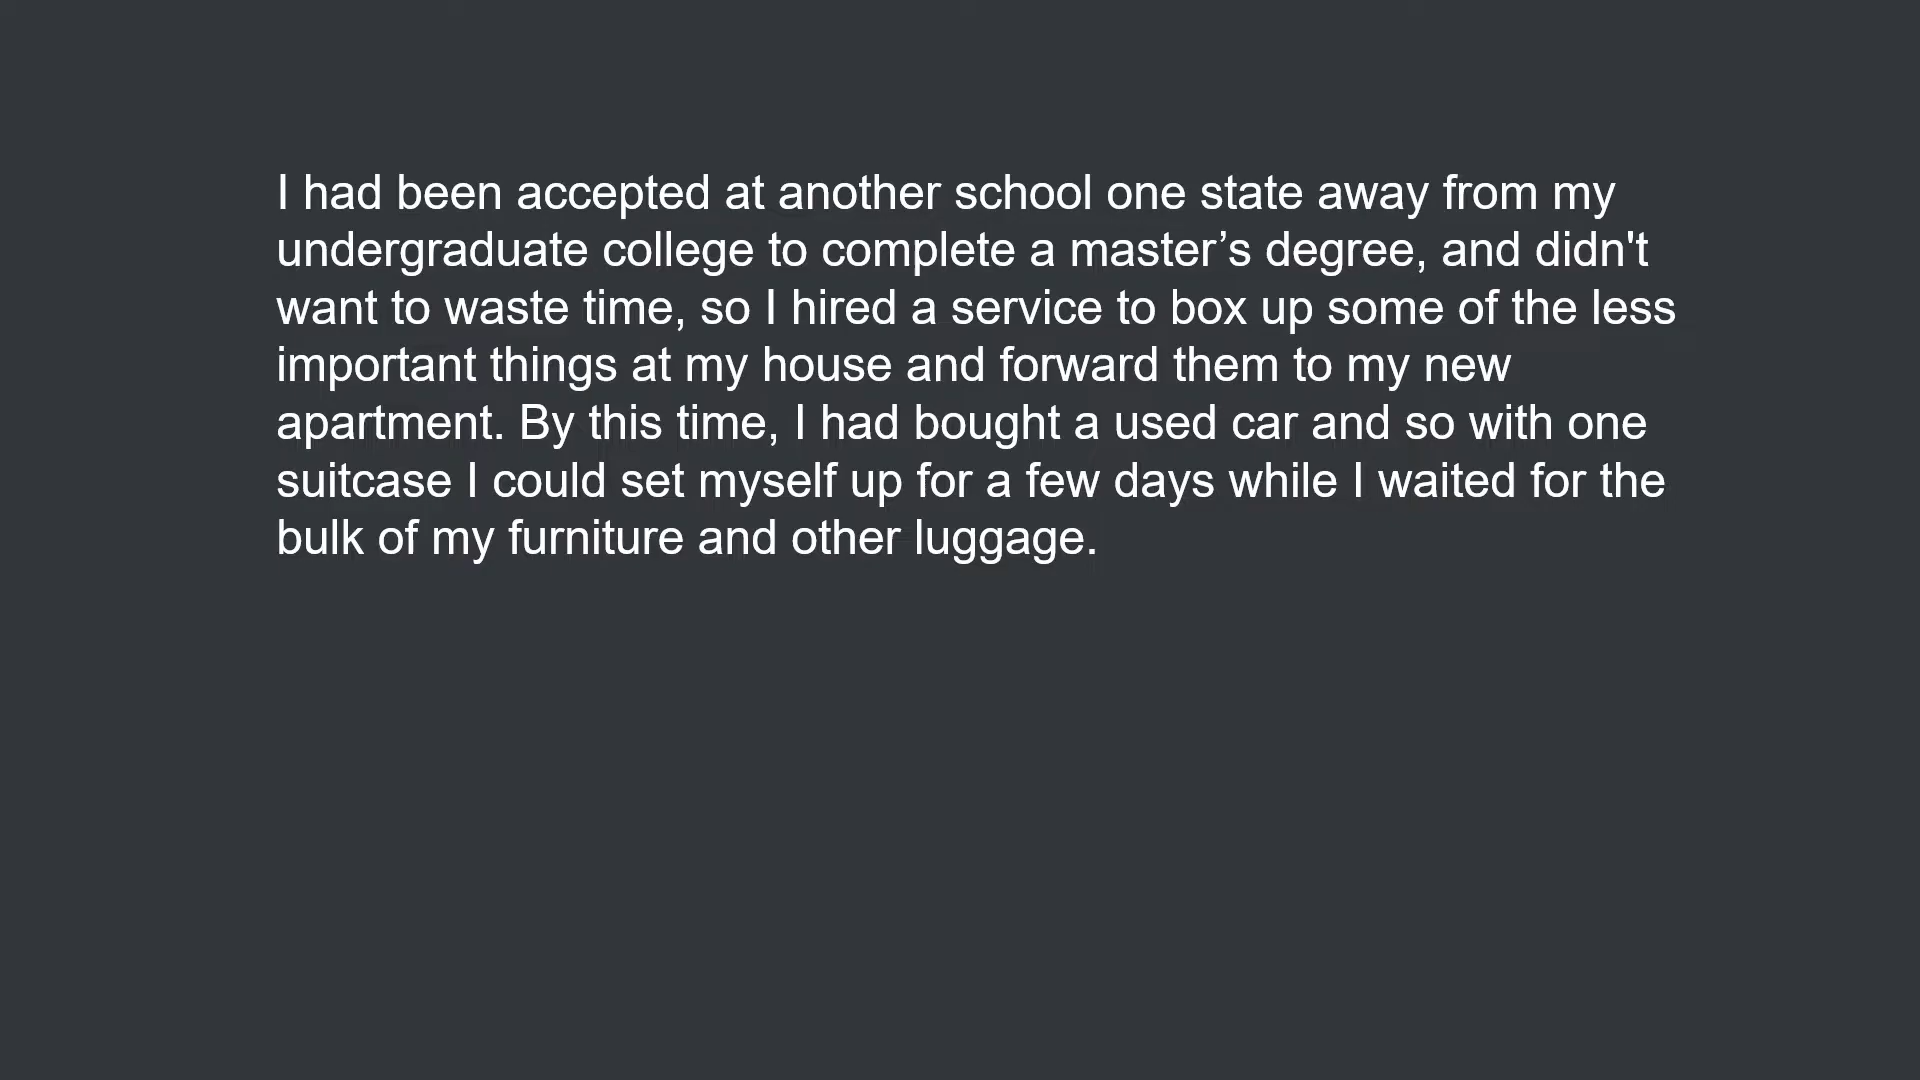 I had been accepted at another school one state away from my
undergraduate college to complete a master’s degree, and didn't
want to waste time, so I hired a service to box up some of the less
important things at my house and forward them to my new
apartment. By this time, I had bought a used car and so with one
suitcase I could set myself up for a few days while I waited for the
bulk of my furniture and other luggage.